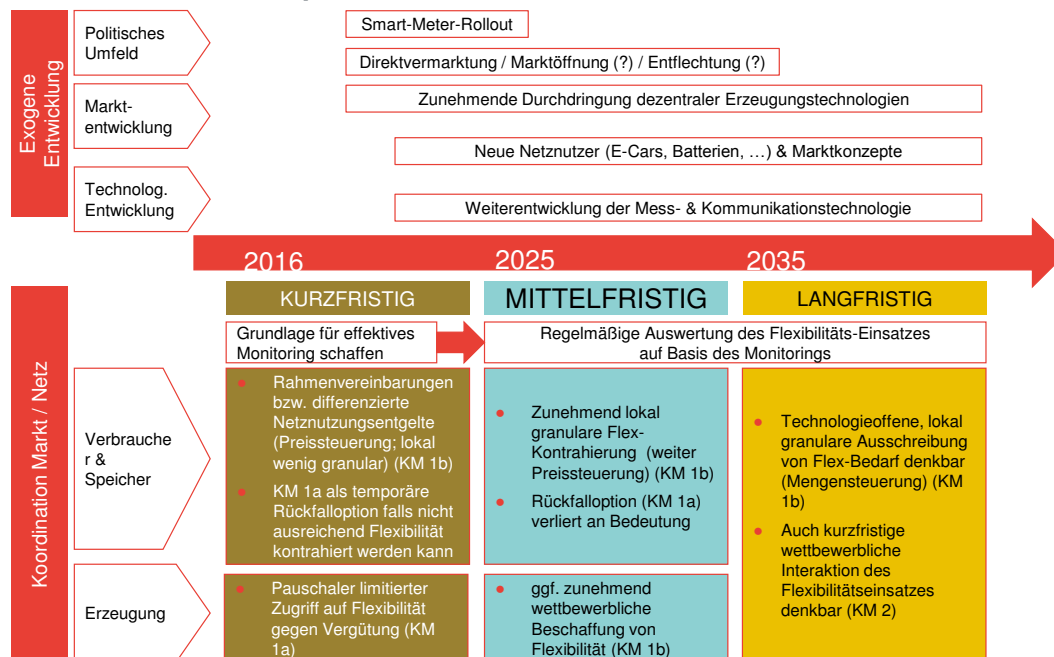 Exogene
Entwicklung
Politisches
Umfeld
Smart-Meter-Rollout
Direktvermarktung / Marktöffnung (?) / Entflechtung (?)
Markt-
entwicklung
Zunehmende Durchdringung dezentraler Erzeugungstechnologien
Neue Netznutzer (E-Cars, Batterien, …) & Marktkonzepte
Technolog.
Entwicklung
Weiterentwicklung der Mess- & Kommunikationstechnologie
2016
2025
2035
KURZFRISTIG
MITTELFRISTIG
LANGFRISTIG
Grundlage für effektives
Monitoring schaffen
Regelmäßige Auswertung des Flexibilitäts-Einsatzes
auf Basis des Monitorings
Koordination Markt / Netz
Verbrauche
r &
Speicher
• Rahmenvereinbarungen
bzw. differenzierte
Netznutzungsentgelte
(Preissteuerung; lokal
wenig granular) (KM 1b)
• KM 1a als temporäre
Rückfalloption falls nicht
ausreichend Flexibilität
kontrahiert werden kann
• Zunehmend lokal
granulare Flex-
Kontrahierung (weiter
Preissteuerung) (KM 1b)
• Rückfalloption (KM 1a)
verliert an Bedeutung
• Technologieoffene, lokal
granulare Ausschreibung
von Flex-Bedarf denkbar
(Mengensteuerung) (KM
1b)
• Auch kurzfristige
wettbewerbliche
Interaktion des
Flexibilitätseinsatzes
denkbar (KM 2)
Erzeugung
• Pauschaler limitierter
Zugriff auf Flexibilität
gegen Vergütung (KM
1a)
• ggf. zunehmend
wettbewerbliche
Beschaffung von
Flexibilität (KM 1b)